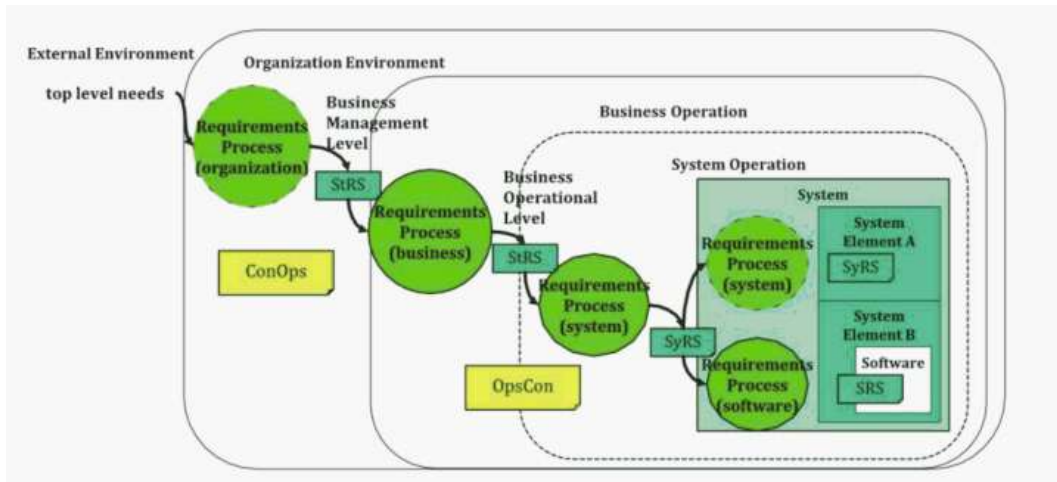 External Environment
Organization Environment
top level needs
Business
Management
Level
Business Operation
Requirements
Process
(organization)
StRS
System Operation
Business
Operational
Level
Requirements
Process
(business)
StRS
System
System
Element A
SyRS
Requirements
Process
(system)
ConOps
Requirements
Process
(system)
SyRS
System
Element B
Software
SRS
OpsCon
Requirements
Process
(software)